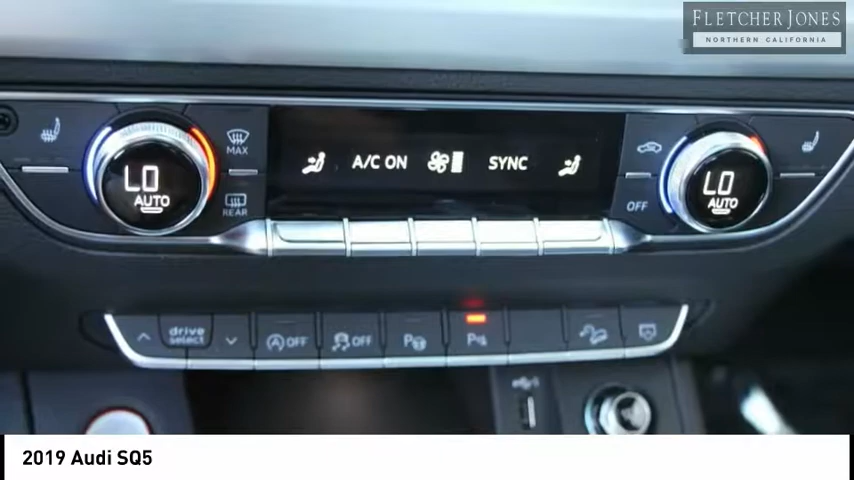 FLETCHER JONES
NORTHERN CALIFORNIA
MAX
A/C ON
SYNC
LO
AUTO
LO
AUTO
REAR
OFF
drive
select
OFF
OFF
P
P
2019 Audi SQ5